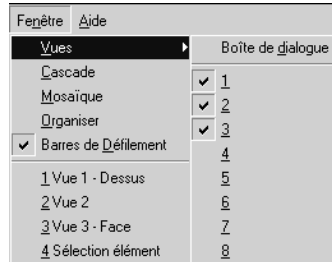 Fenêtre Aide
Vues Boîte de dialogue
Cascade 1
Mosaïque 2
Organiser 3
Barres de Défilement 4
1 Vue 1 - Dessus 5
2 Vue 2 6
3 Vue 3 - Face 7
4 Sélection élément 8